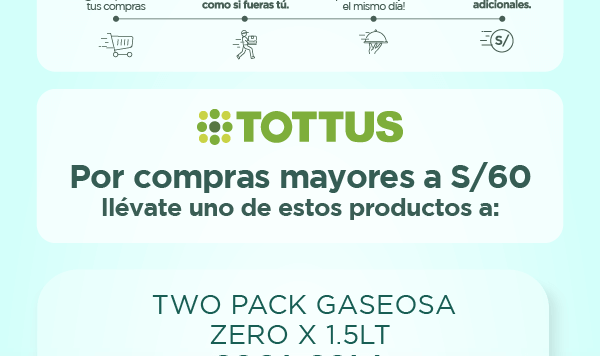 tus compras
como si fueras tú.
el mismo día!
adicionales.
S/
TOTTUS
Por compras mayores a S/60
llévate uno de estos productos a:
TWO PACK GASEOSA
ZERO X 1.5LT